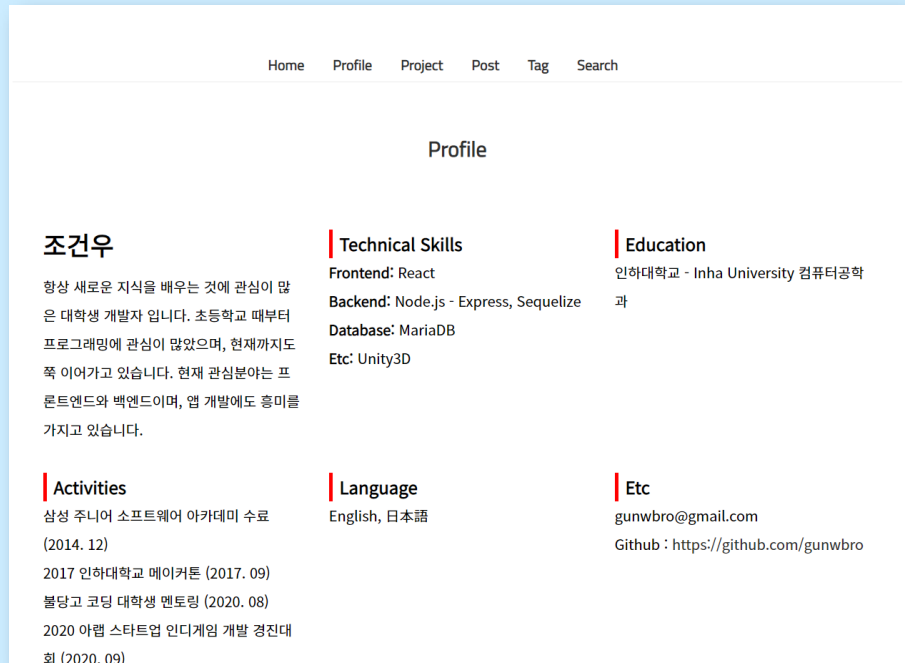 Home Profile Project Post Tag Search
Profile
조건우
항상 새로운 지식을 배우는 것에 관심이 많
은 대학생 개발자 입니다. 초등학교 때부터
프로그래밍에 관심이 많았으며, 현재까지도
쭉 이어가고 있습니다. 현재 관심분야는 프
론트엔드와 백엔드이며, 앱 개발에도 흥미를
가지고 있습니다.
Technical Skills
Frontend: React
Backend: Node.js - Express, Sequelize
Database: MariaDB
Etc: Unity3D
Education
인하대학교 - Inha University 컴퓨터공학
과
Activities
삼성 주니어 소프트웨어 아카데미 수료
(2014. 12)
2017 인하대학교 메이커톤 (2017. 09)
불당고 코딩 대학생 멘토링 (2020. 08)
2020 아랩 스타트업 인디게임 개발 경진대
회 (2020. 09)
Language
English, 日本語
Etc
gunwbro@gmail.com
Github : https://github.com/gunwbro